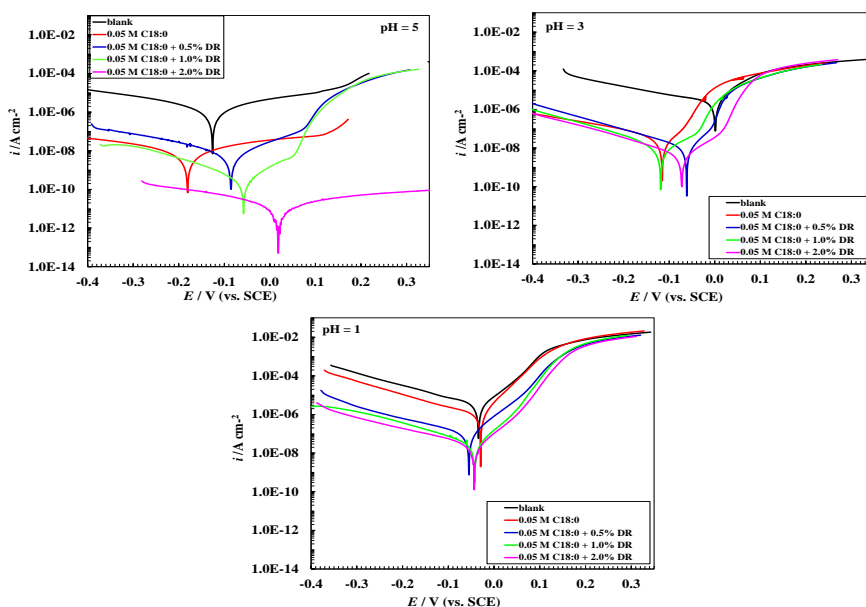 blank
0.05 M C18:0
0.05 M C18:0 + 0.5% DR
0.05 M C18:0 + 1.0% DR
0.05 M C18:0 + 2.0% DR
pH = 5
1.0E-02
1.0E-04
1.0E-06
1.0E-08
1.0E-10
1.0E-12
1.0E-14
i /A cm-2
-0.4 -0.3 -0.2 -0.1 0.0 0.1 0.2 0.3
E / V (vs. SCE)
pH = 3
1.0E-02
1.0E-04
1.0E-06
1.0E-08
1.0E-10
1.0E-12
1.0E-14
i /A cm-2
blank
0.05 M C18:0
0.05 M C18:0 + 0.5% DR
0.05 M C18:0 + 1.0% DR
0.05 M C18:0 + 2.0% DR
-0.4 -0.3 -0.2 -0.1 0.0 0.1 0.2 0.3
E / V (vs. SCE)
pH = 1
1.0E-02
1.0E-04
1.0E-06
1.0E-08
1.0E-10
1.0E-12
1.0E-14
i /A cm-2
blank
0.05 M C18:0
0.05 M C18:0 + 0.5% DR
0.05 M C18:0 + 1.0% DR
0.05 M C18:0 + 2.0% DR
-0.4 -0.3 -0.2 -0.1 0.0 0.1 0.2 0.3
E / V (vs. SCE)